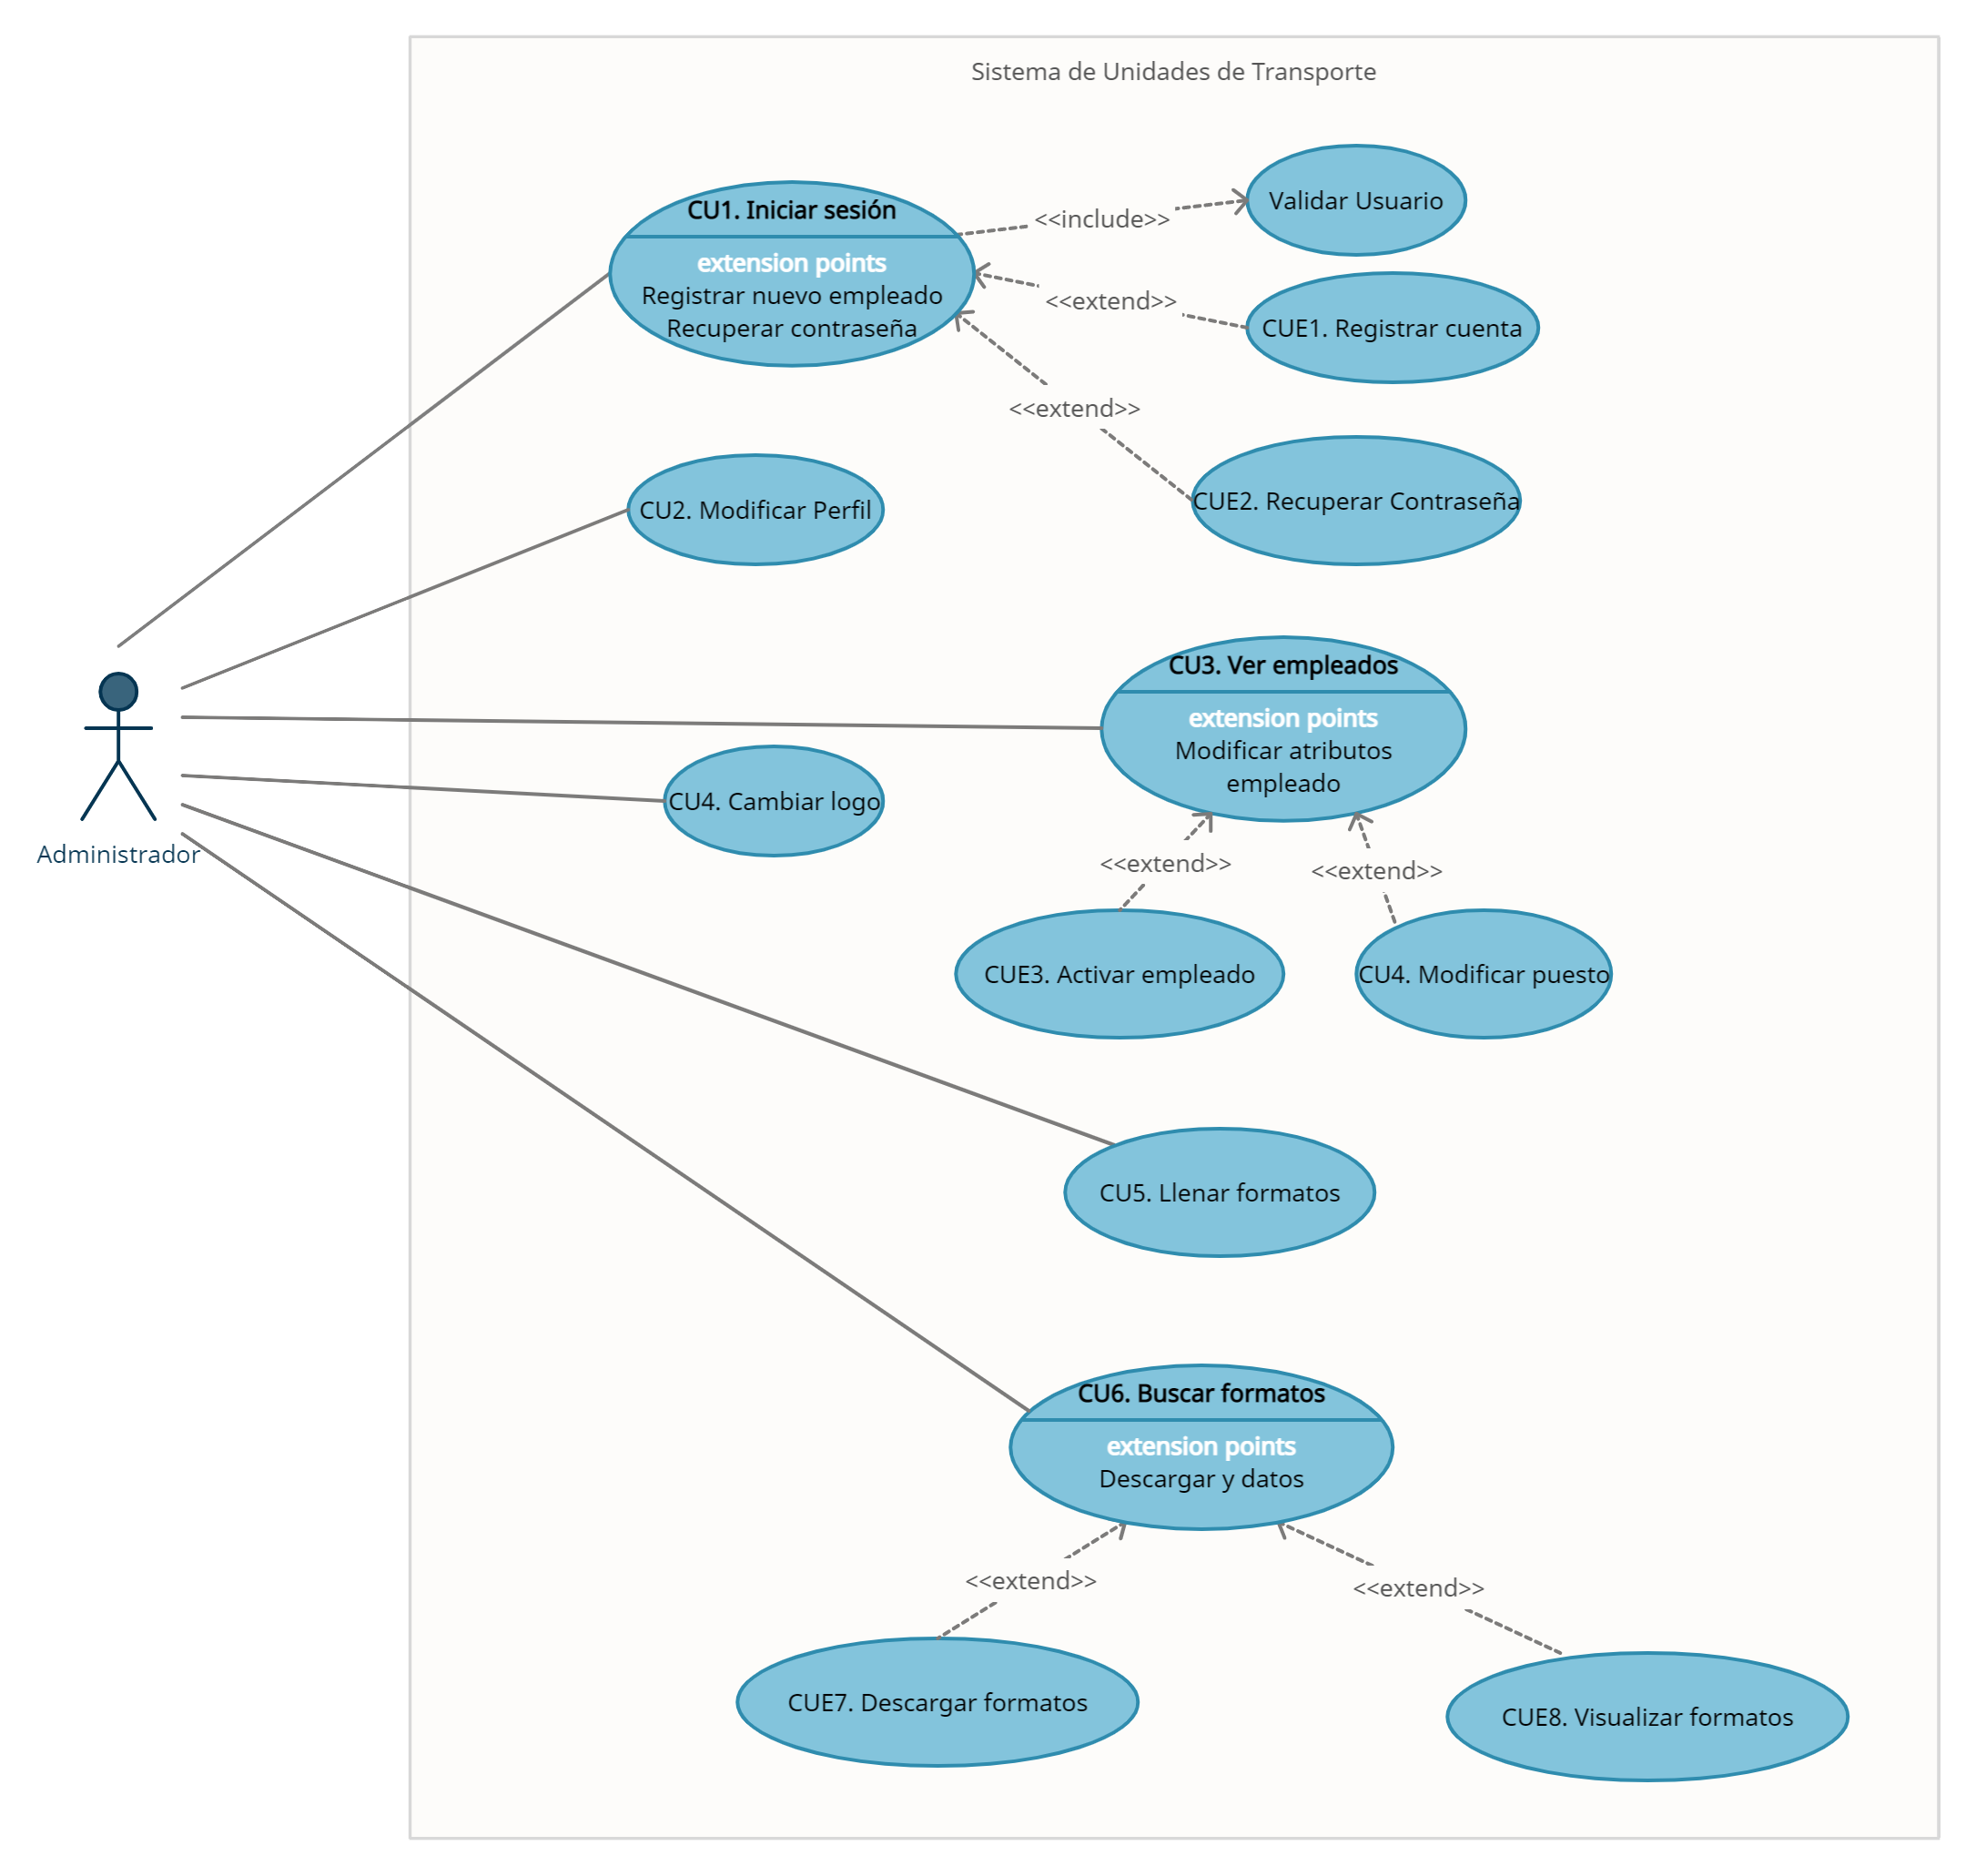 Sistema de Unidades de Transporte
CU1. Iniciar sesión
extension points
Registrar nuevo empleado
Recuperar contraseña
<<include>>
Validar Usuario
<<extend>>
CUE1. Registrar cuenta
<<extend>>
CUE2. Recuperar Contraseña
CU2. Modificar Perfil
CU3. Ver empleados
extension points
Modificar atributos
empleado
CU4. Cambiar logo
Administrador
<<extend>>
<<extend>>
CUE3. Activar empleado
CU4. Modificar puesto
CU5. Llenar formatos
CU6. Buscar formatos
extension points
Descargar y datos
<<extend>>
<<extend>>
CUE7. Descargar formatos
CUE8. Visualizar formatos